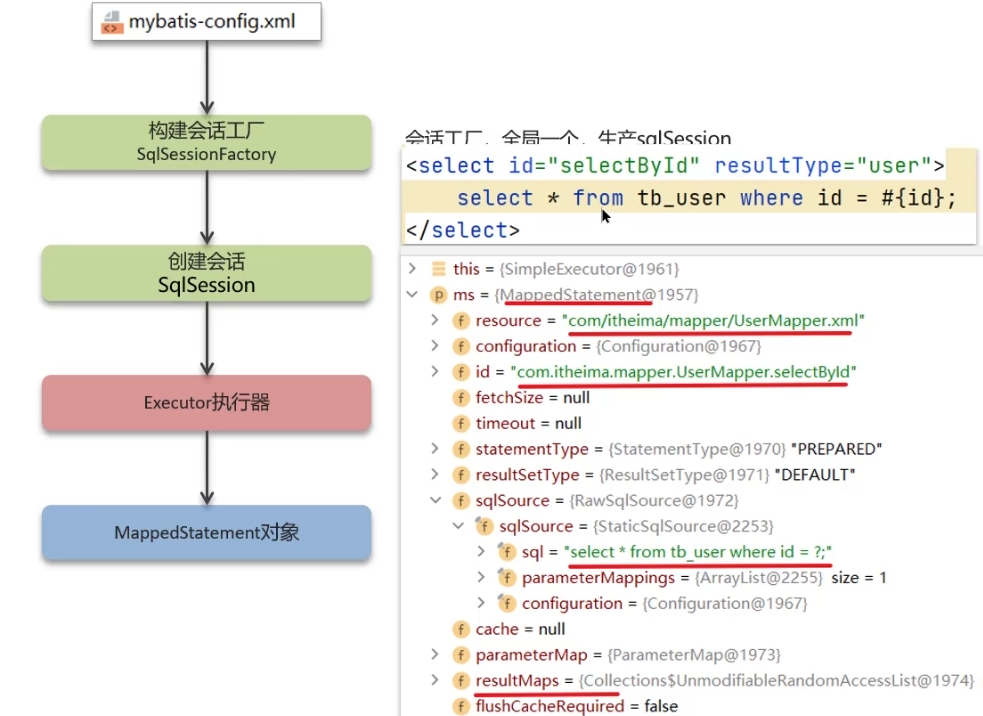 mybatis-config.xml
构建会话工厂
SqlSessionFactory
创建会话
SqlSession
Executor执行器
MappedStatement对象
会话工厂，全局一个，生产sqlSession
<select id="selectById" resultType="user">
select * from tb_user where id = #{id};
</select>
this = {SimpleExecutor@1961}
p ms = {MappedStatement@1957}
f resource = "com/itheima/mapper/UserMapper.xml"
f configuration = {Configuration@1967}
f id = "com.itheima.mapper.UserMapper.selectById"
f fetchSize = null
f timeout = null
f statementType = {StatementType@1970} "PREPARED"
f resultSetType = {ResultSetType@1971} "DEFAULT"
f sqlSource = {RawSqlSource@1972}
f sqlSource = {StaticSqlSource@2253}
f sql = "select * from tb_user where id = ?;"
f parameterMappings = {ArrayList@2255} size = 1
f configuration = {Configuration@1967}
f cache = null
f parameterMap = {ParameterMap@1973}
f resultMaps = {Collections$UnmodifiableRandomAccessList@1974}
f flushCacheRequired = false